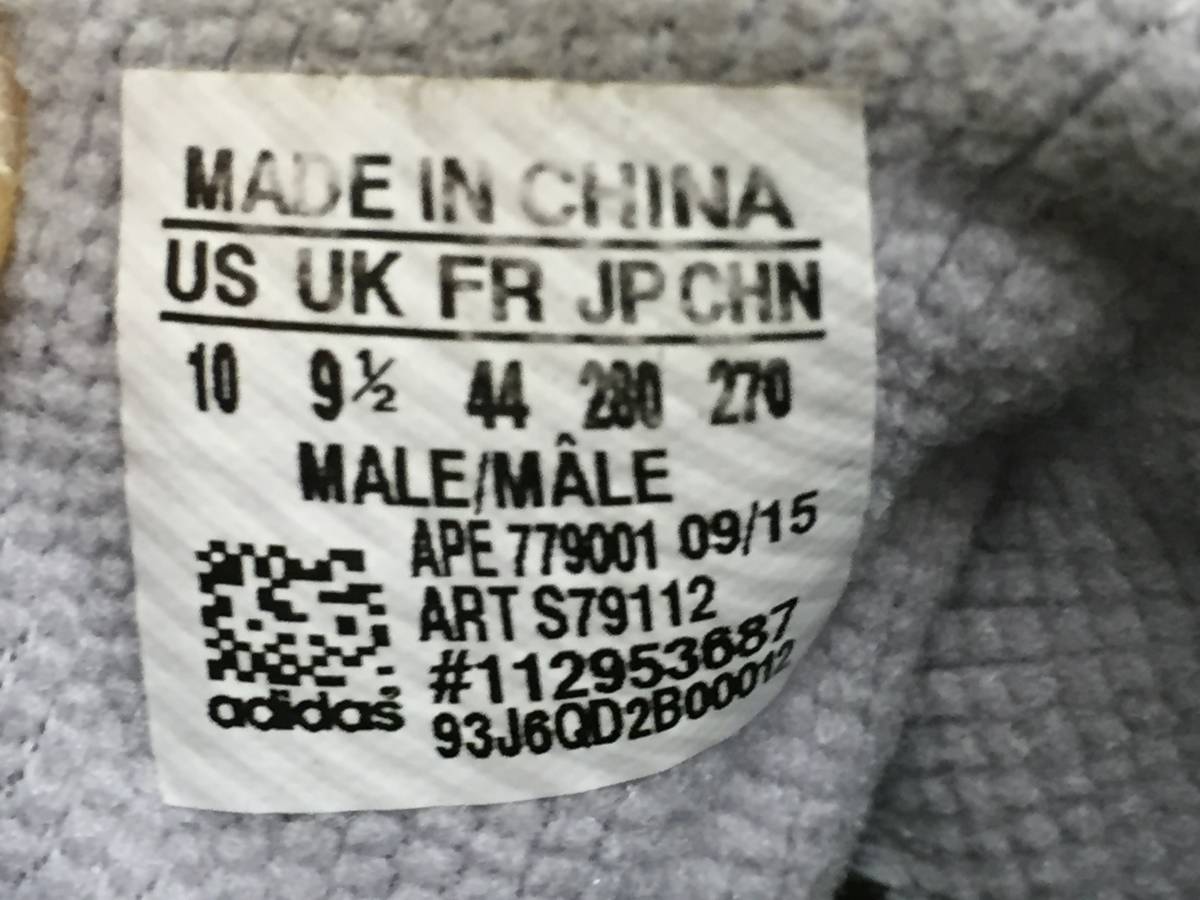 MADE IN CHINA
US UK FR JP CHN
10 9½ 44 280 270
MALE/MÂLE
APE 779001 09/15
ART S79112
#112953687
adidas® 93J6QD2B00012